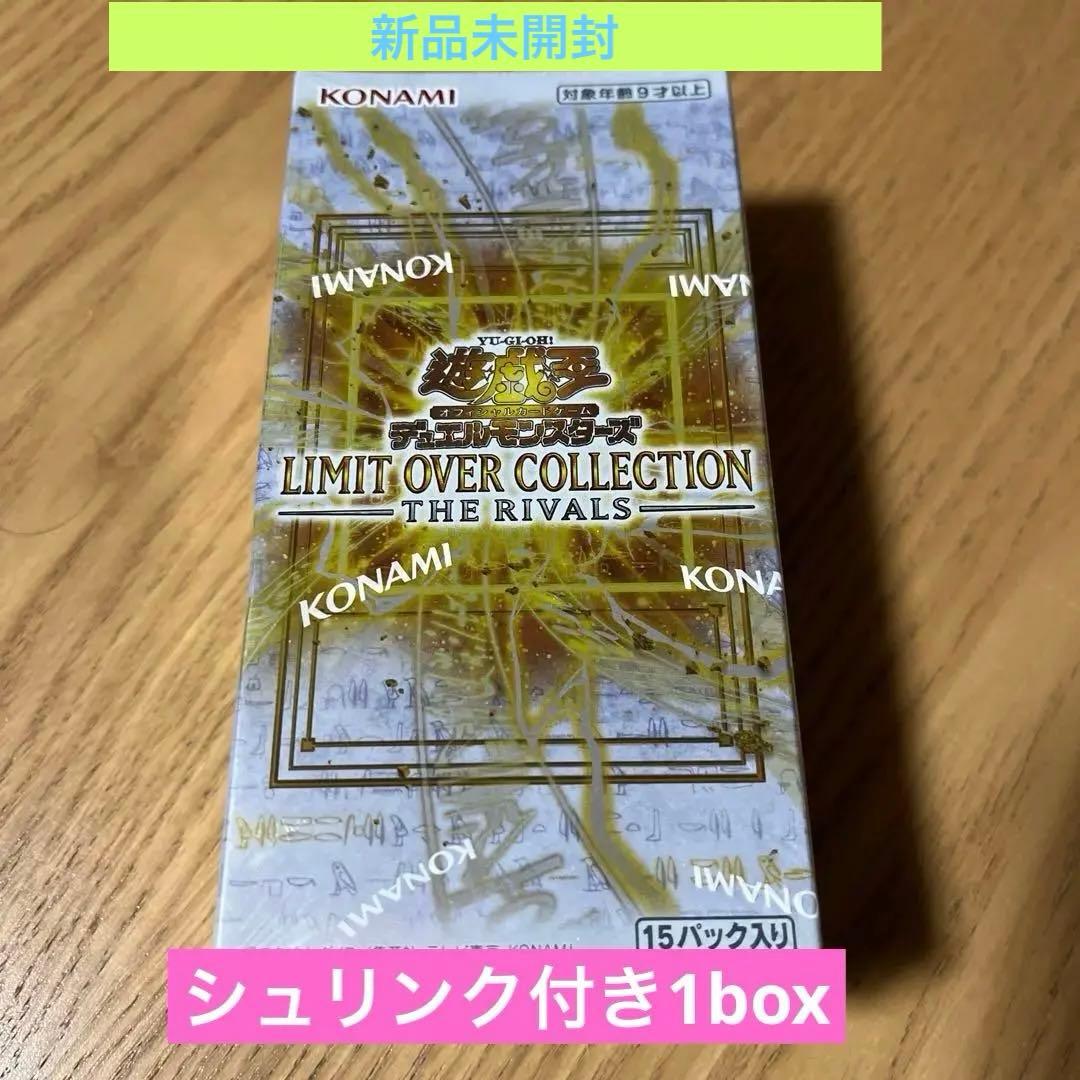 新品未開封
KONAMI
対象年齢9才以上
KONAMI
YU-GI-OH!
遊戯王
オフィシャルカードゲーム
デュエルモンスターズ
LIMIT OVER COLLECTION
THE RIVALS
KONAMI
KONA
KONAMI
15パック入り
シュリンク付き1box